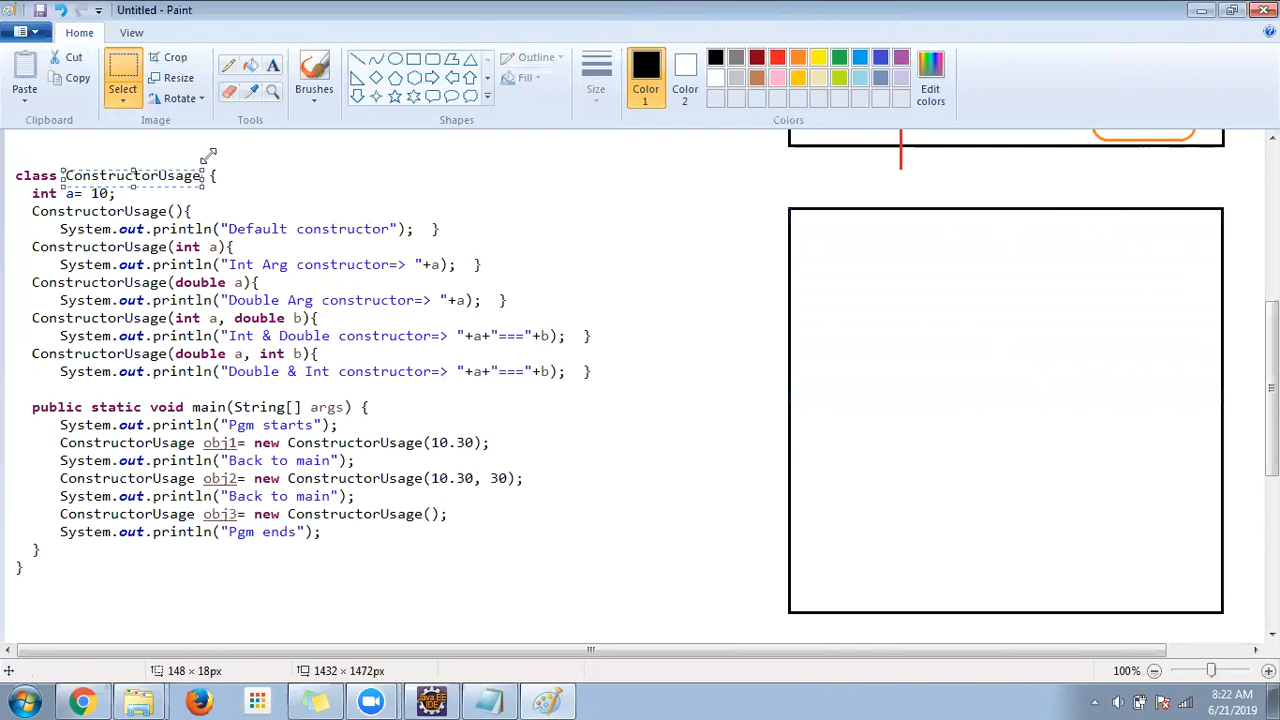 Untitled - Paint
Home View
Paste
Cut
Copy
Clipboard
Select
Crop
Resize
Rotate
Image
A
Tools
Brushes
Outline
Fill
Shapes
Size
Color 1
Color 2
Edit colors
Colors
class ConstructorUsage {
int a= 10;
ConstructorUsage(){
System.out.println("Default constructor"); }
ConstructorUsage(int a){
System.out.println("Int Arg constructor=> "+a); }
ConstructorUsage(double a){
System.out.println("Double Arg constructor=> "+a); }
ConstructorUsage(int a, double b){
System.out.println("Int & Double constructor=> "+a+"==="+b); }
ConstructorUsage(double a, int b){
System.out.println("Double & Int constructor=> "+a+"==="+b); }
public static void main(String[] args) {
System.out.println("Pgm starts");
ConstructorUsage obj1= new ConstructorUsage(10.30);
System.out.println("Back to main");
ConstructorUsage obj2= new ConstructorUsage(10.30, 30);
System.out.println("Back to main");
ConstructorUsage obj3= new ConstructorUsage();
System.out.println("Pgm ends");
}
}
148 × 18px 1432 × 1472px 100%
Java EE IDE
8:22 AM
6/21/2019